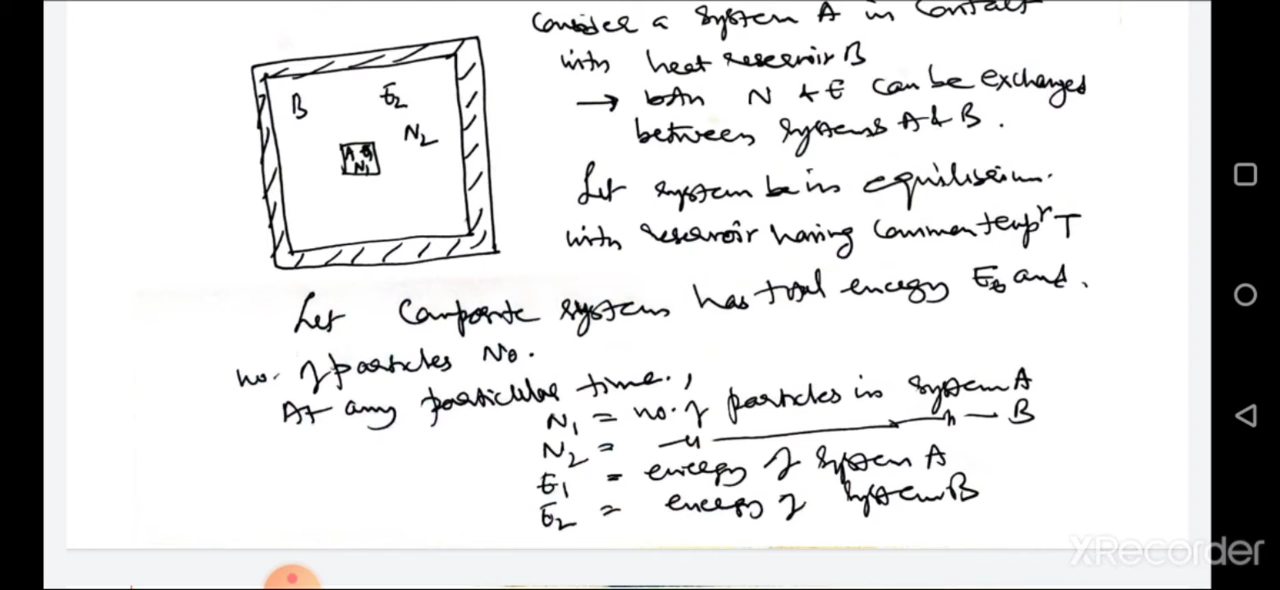 Consider a system A in contact
with heat reservoir B
→ both N & E can be exchanged
between systems A & B.
B E₂
N₂
A E₁
N₁
Let system be in equilibrium
with reservoir having common tempʳ T
Let Composite system has total energy E₀ and
no. of particles N₀.
At any particular time,
N₁ = no. of particles in system A
N₂ = —"— — B
E₁ = energy of system A
E₂ = energy of system B
XRecorder